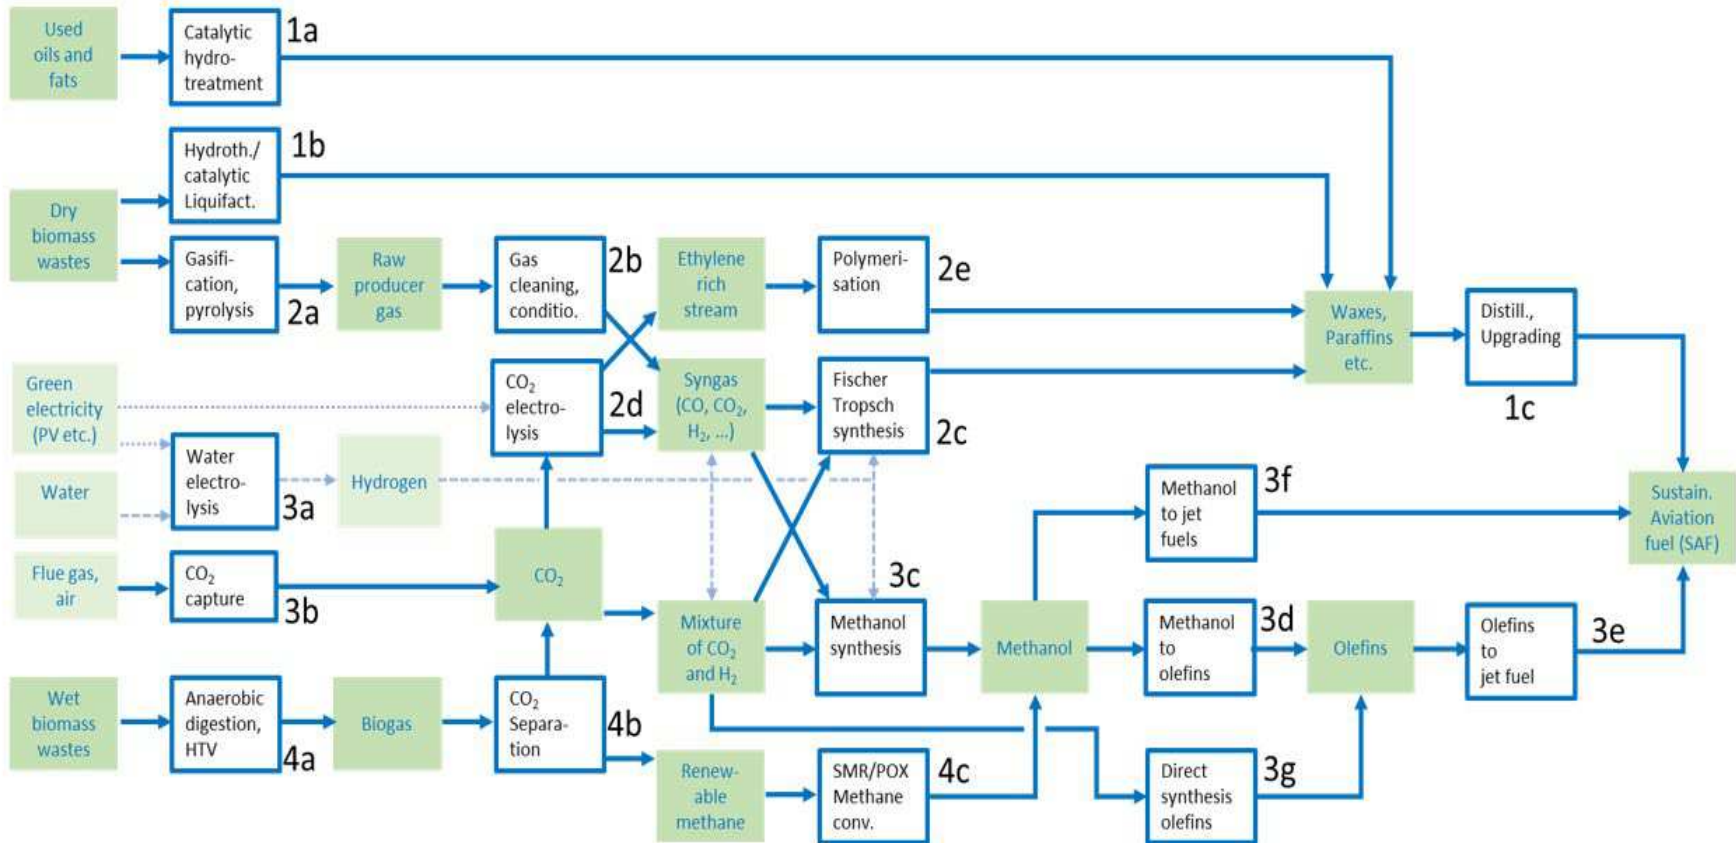 Used
oils and
fats
Catalytic
hydro-
treatment
1a
Hydroth./
catalytic
Liquifact.
1b
Dry
biomass
wastes
Gasifi-
cation,
pyrolysis
2a
Raw
producer
gas
Gas
cleaning,
conditio.
2b
Ethylene
rich
stream
Polymeri-
sation
2e
Waxes,
Paraffins
etc.
Distill.,
Upgrading
1c
Green
electricity
(PV etc.)
CO2
electro-
lysis
2d
Syngas
(CO, CO2,
H2, ...)
Fischer
Tropsch
synthesis
2c
Water
Water
electro-
lysis
3a
Hydrogen
Methanol
to jet
fuels
3f
Sustain.
Aviation
fuel (SAF)
Flue gas,
air
CO2
capture
3b
CO2
Mixture
of CO2
and H2
Methanol
synthesis
3c
Methanol
Methanol
to
olefins
3d
Olefins
Olefins
to
jet fuel
3e
Wet
biomass
wastes
Anaerobic
digestion,
HTV
4a
Biogas
CO2
Separa-
tion
4b
Renew-
able
methane
SMR/POX
Methane
conv.
4c
Direct
synthesis
olefins
3g